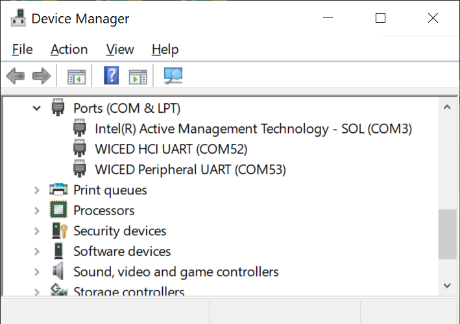 Device Manager
File Action View Help
Ports (COM & LPT)
Intel(R) Active Management Technology - SOL (COM3)
WICED HCI UART (COM52)
WICED Peripheral UART (COM53)
Print queues
Processors
Security devices
Software devices
Sound, video and game controllers
Storage controllers